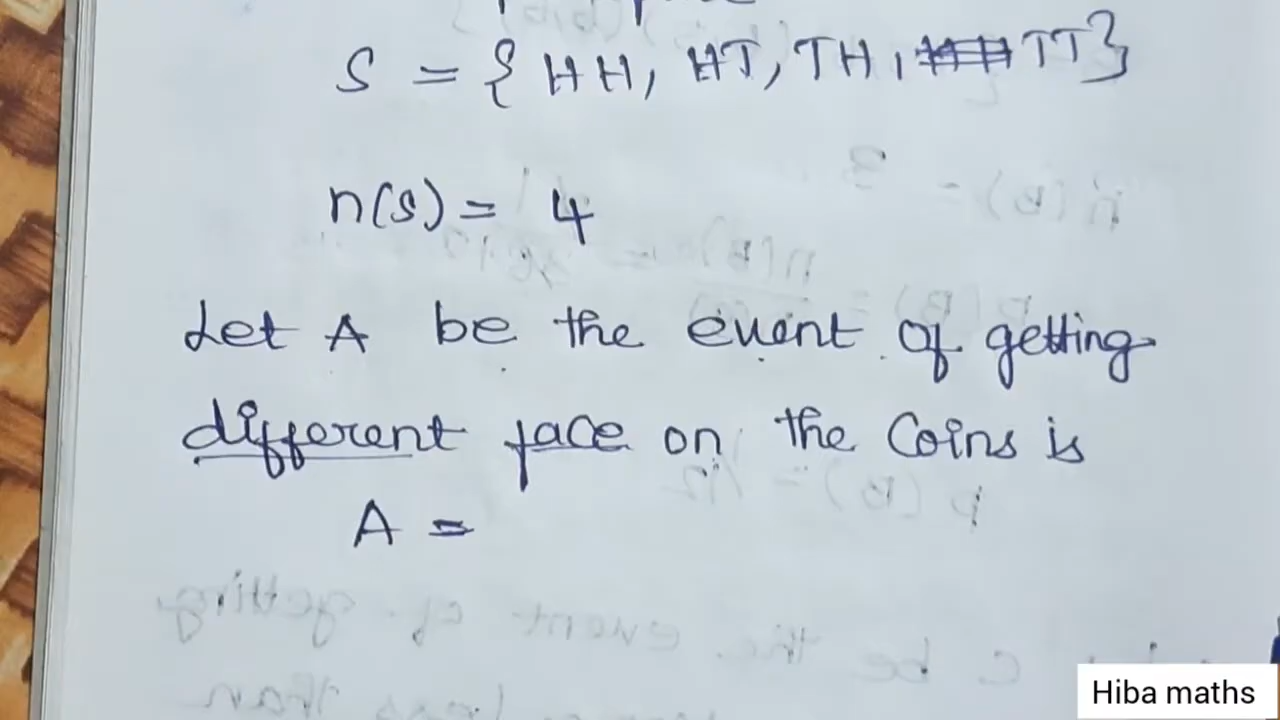 S = { HH, HT, TH, TT}
n(S) = 4
Let A be the event of getting
different face on the Coins is
A =
Hiba maths